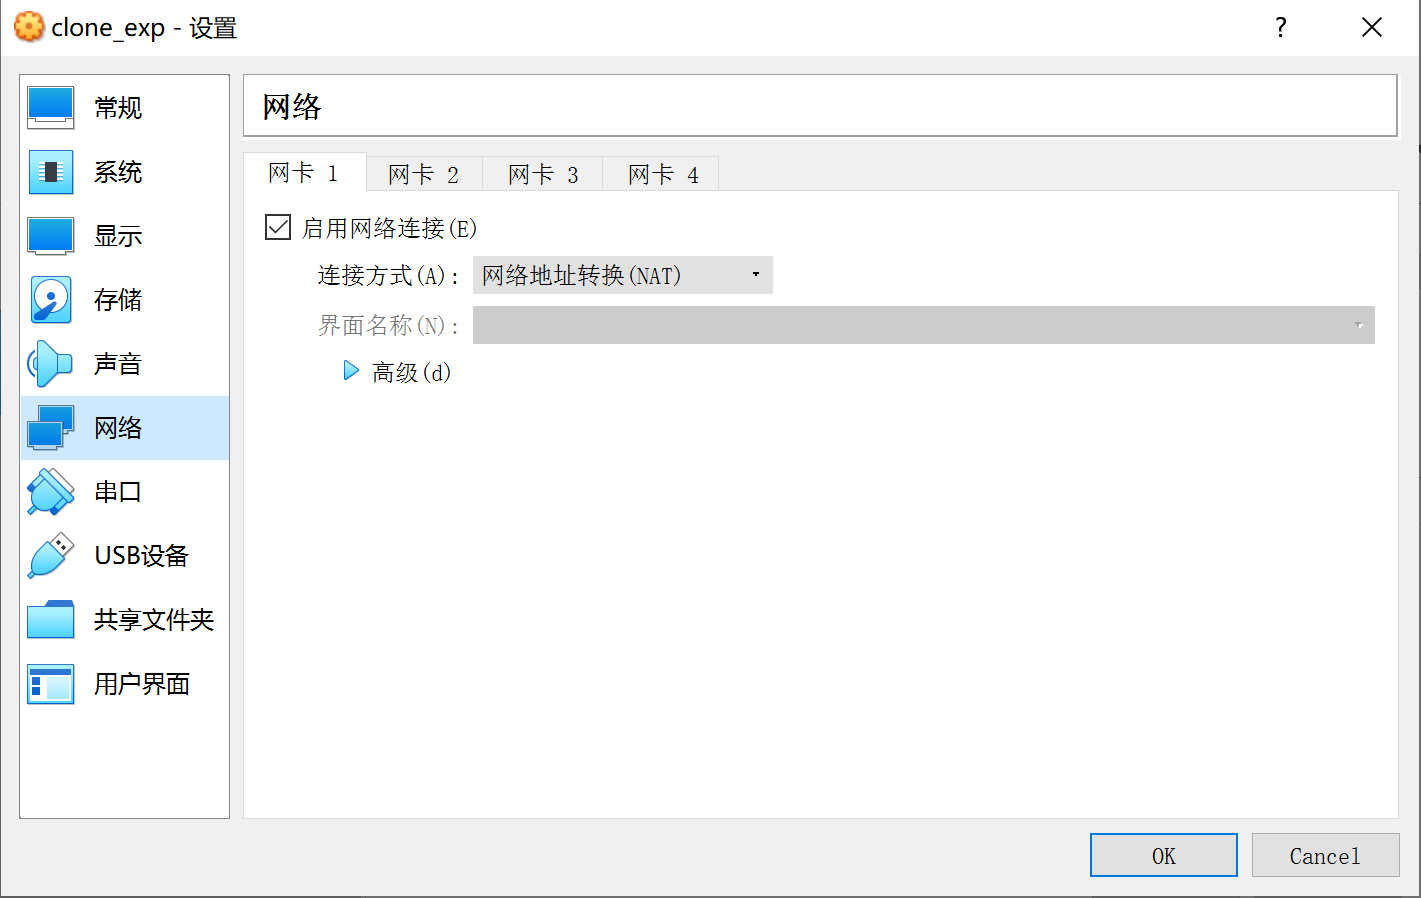 clone_exp - 设置
常规
系统
显示
存储
声音
网络
串口
USB设备
共享文件夹
用户界面
网络
网卡 1
网卡 2
网卡 3
网卡 4
启用网络连接(E)
连接方式(A): 网络地址转换(NAT)
界面名称(N):
高级(d)
OK
Cancel